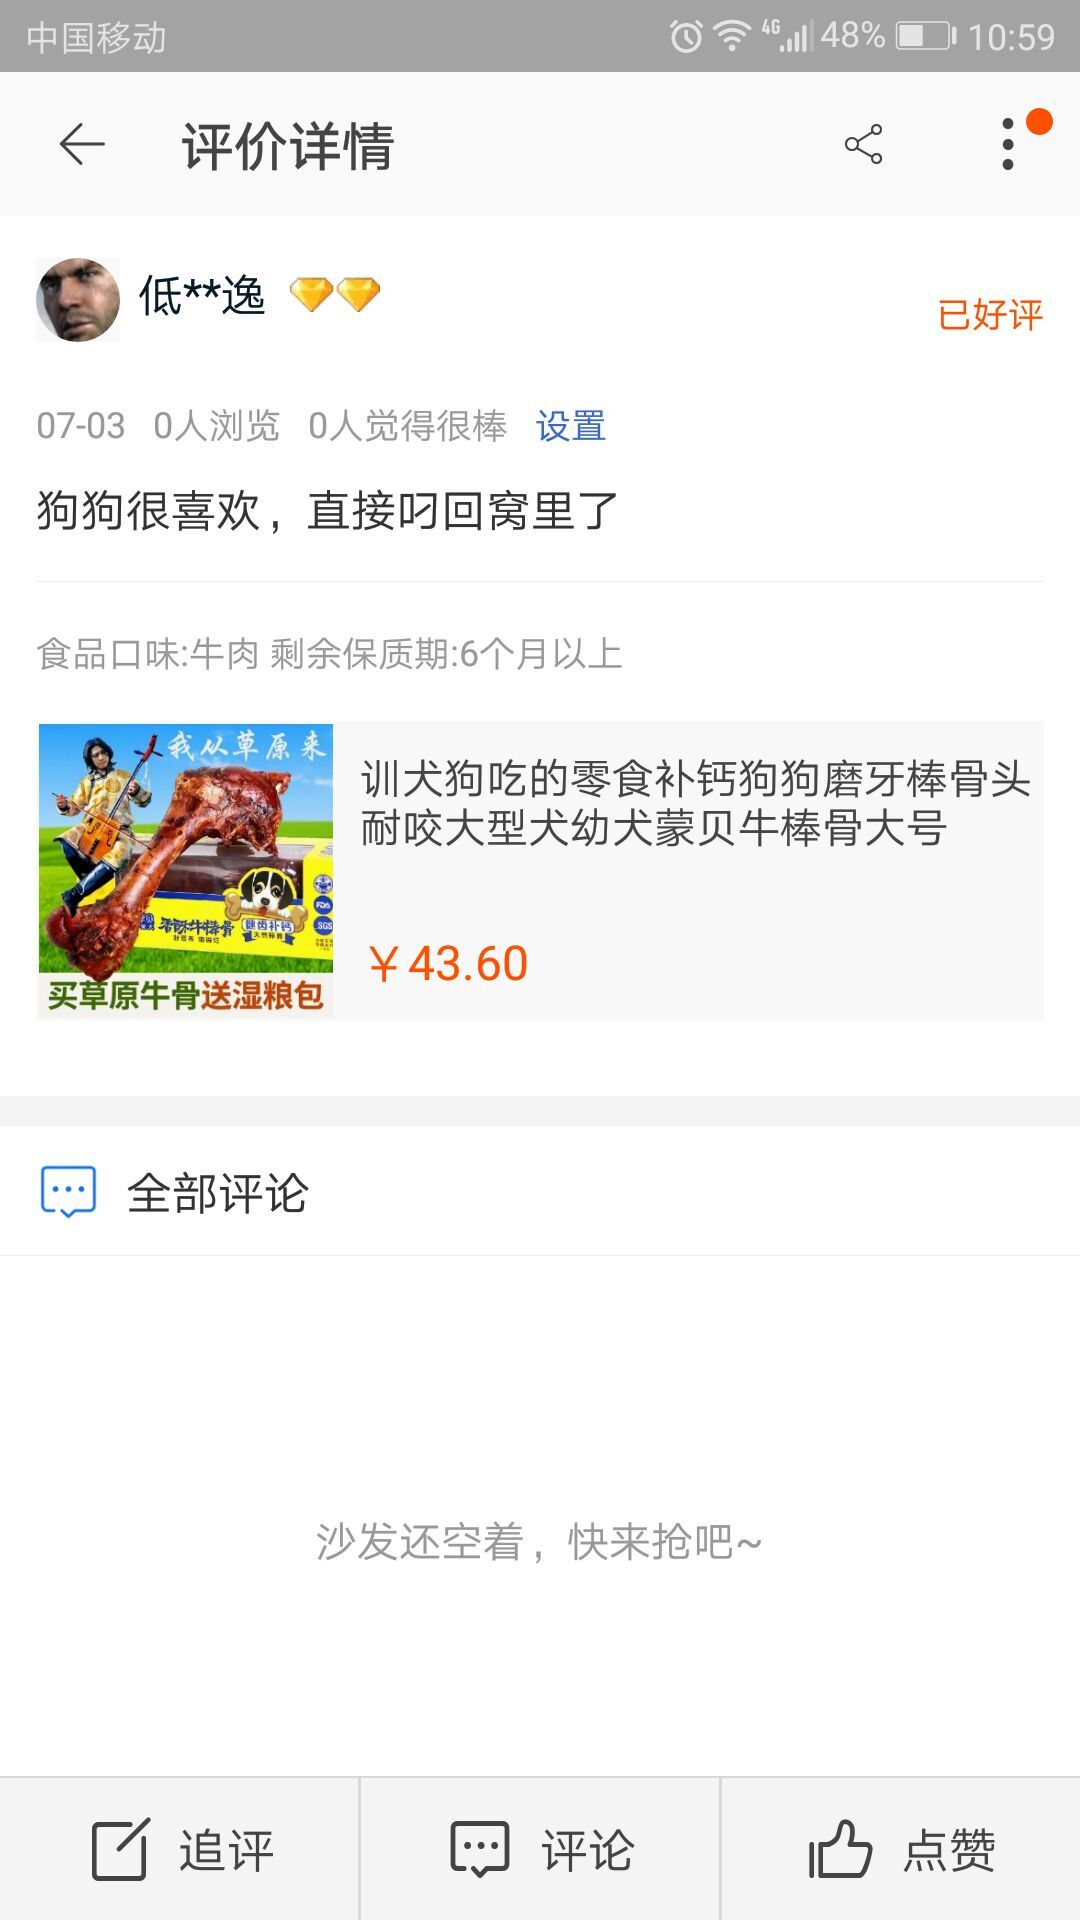 中国移动 4G 48% 10:59
评价详情
低**逸
已好评
07-03 0人浏览 0人觉得很棒 设置
狗狗很喜欢，直接叼回窝里了
食品口味:牛肉 剩余保质期:6个月以上
我从草原来
训犬狗吃的零食补钙狗狗磨牙棒骨头
耐咬大型犬幼犬蒙贝牛棒骨大号
香酥牛棒骨
健齿补钙
FDA
SGS
￥43.60
买草原牛骨送湿粮包
全部评论
沙发还空着，快来抢吧~
追评 评论 点赞